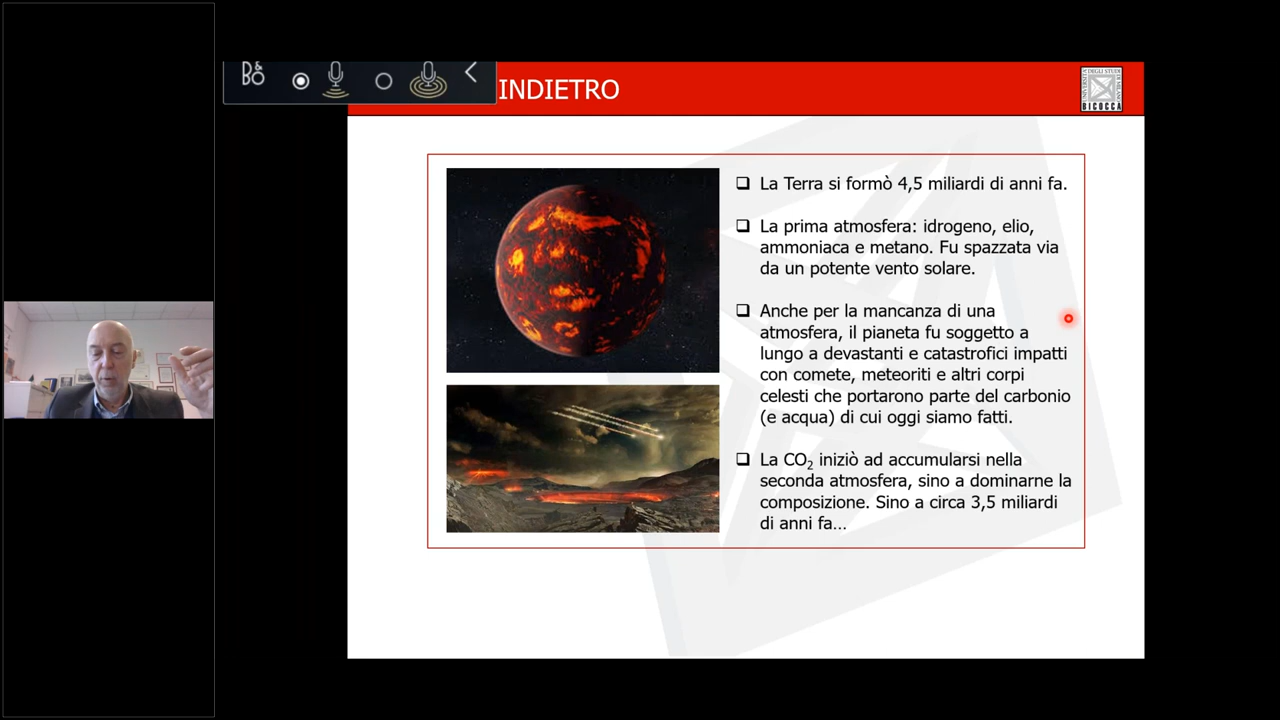 INDIETRO
BICOCCA
La Terra si formò 4,5 miliardi di anni fa.
La prima atmosfera: idrogeno, elio,
ammoniaca e metano. Fu spazzata via
da un potente vento solare.
Anche per la mancanza di una
atmosfera, il pianeta fu soggetto a
lungo a devastanti e catastrofici impatti
con comete, meteoriti e altri corpi
celesti che portarono parte del carbonio
(e acqua) di cui oggi siamo fatti.
La CO₂ iniziò ad accumularsi nella
seconda atmosfera, sino a dominarne la
composizione. Sino a circa 3,5 miliardi
di anni fa...